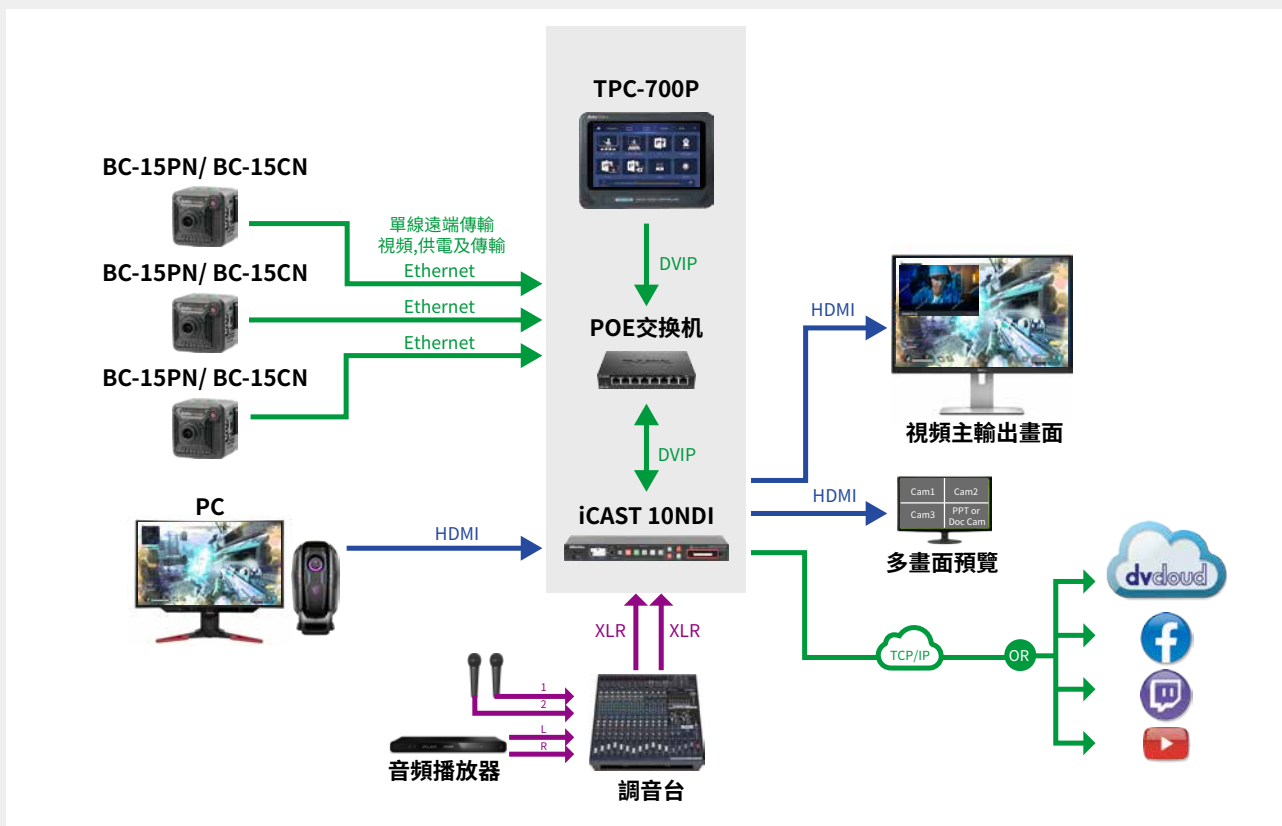 TPC-700P
DVIP
POE交换机
DVIP
iCAST 10NDI
BC-15PN/ BC-15CN
單線遠端傳輸
視頻,供電及傳輸
Ethernet
BC-15PN/ BC-15CN
Ethernet
Ethernet
BC-15PN/ BC-15CN
PC
HDMI
XLR
XLR
1
2
L
R
音頻播放器
調音台
HDMI
視頻主輸出畫面
HDMI
Cam1
Cam2
Cam3
PPT or
Doc Cam
多畫面預覽
TCP/IP
OR
dvcloud